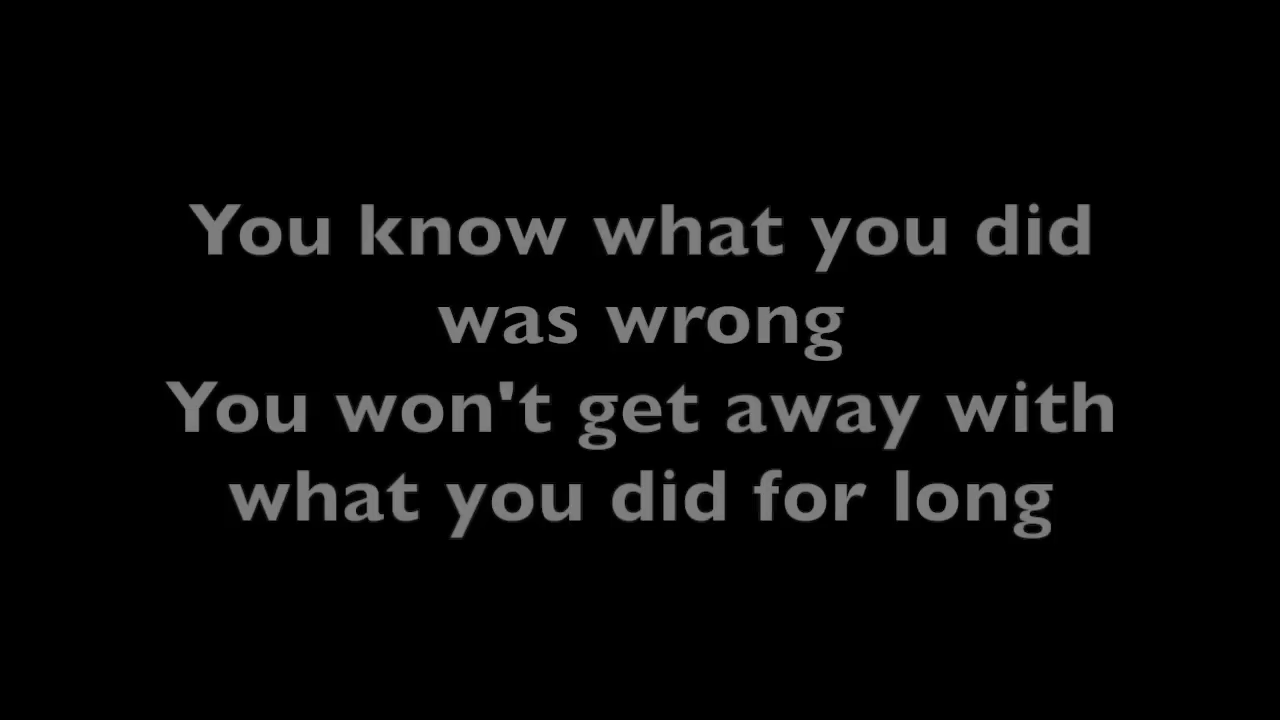 You know what you did
was wrong
You won't get away with
what you did for long